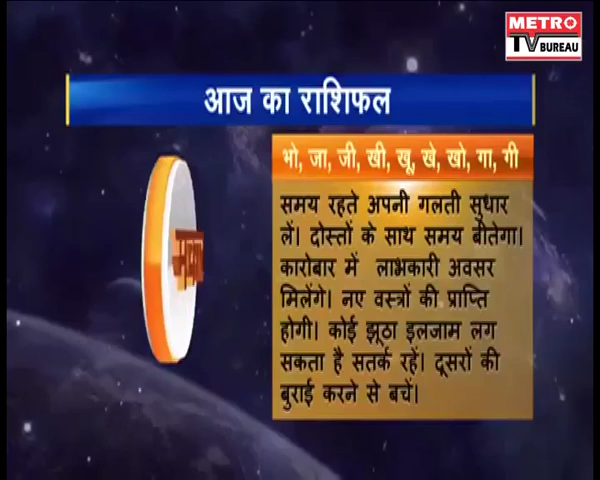 METRO
TV BUREAU
आज का राशिफल
भो, जा, जी, खी, खू, खे, खो, गा, गी
समय रहते अपनी गलती सुधार
लें। दोस्तों के साथ समय बीतेगा।
कारोबार में लाभकारी अवसर
मिलेंगे। नए वस्त्रों की प्राप्ति
होगी। कोई झूठा इलजाम लग
सकता है सतर्क रहें। दूसरों की
बुराई करने से बचें।